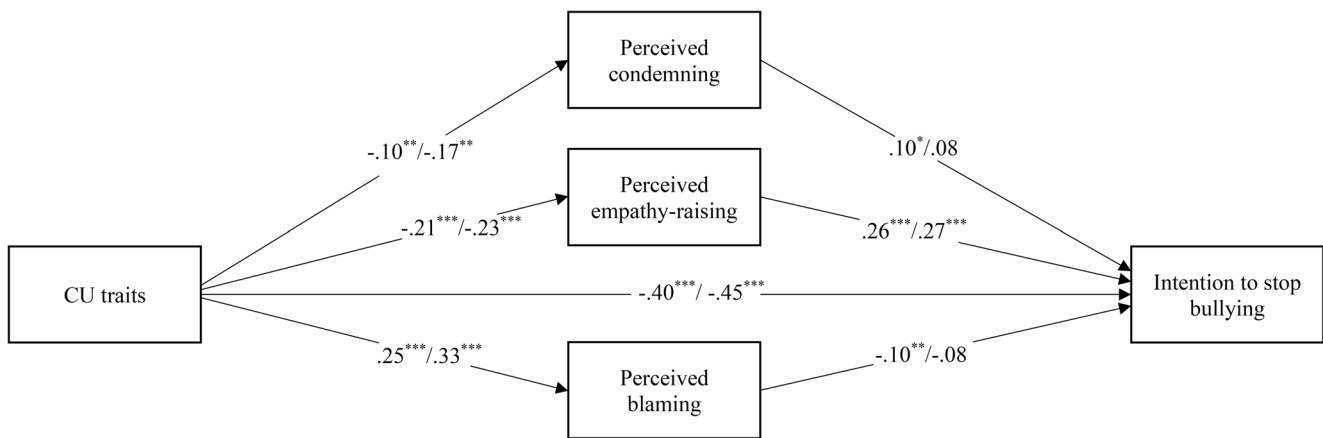 Perceived
condemning
-.10**/-.17**
.10*/.08
Perceived
empathy-raising
-.21***/-.23***
.26***/.27***
CU traits
-.40***/ -.45***
Intention to stop
bullying
.25***/.33***
-.10**/-.08
Perceived
blaming